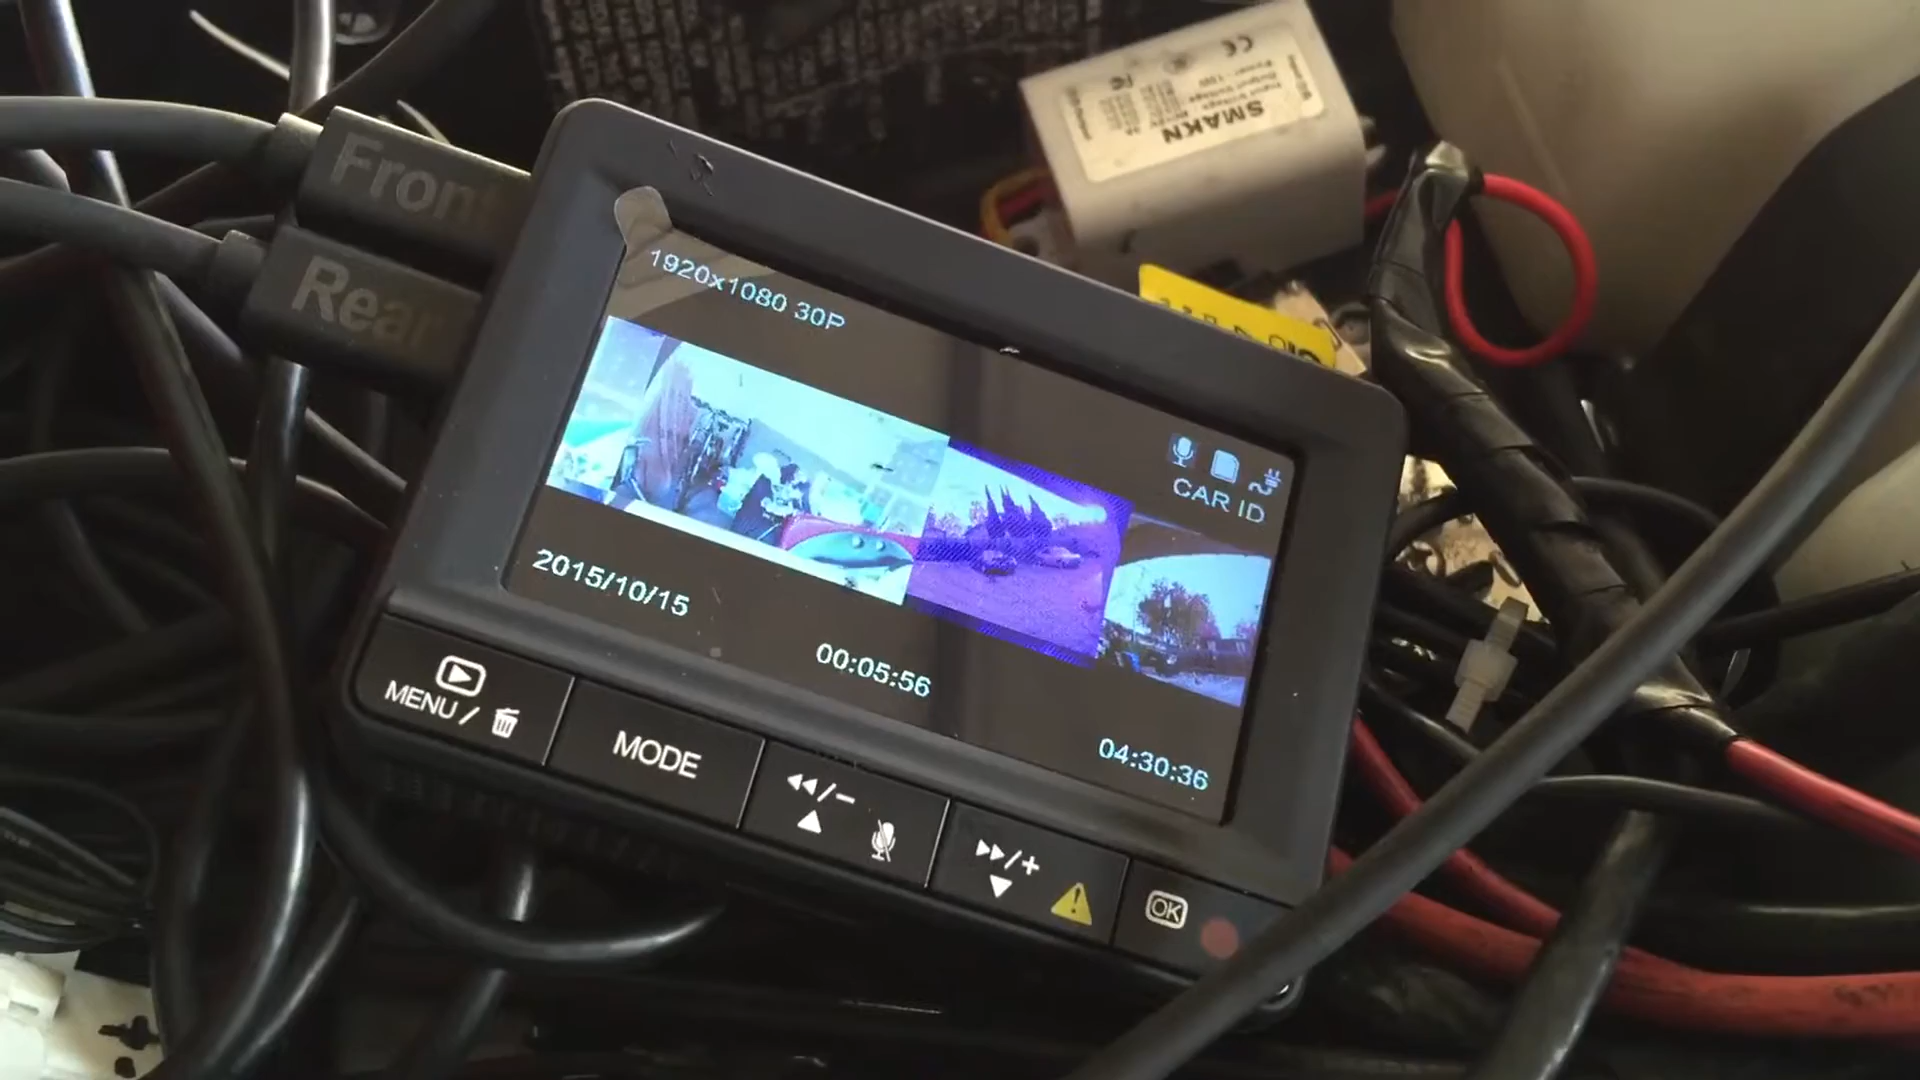 Front
Rear
SMAKN
1920x1080 30P
CAR ID
2015/10/15
00:05:56
04:30:36
MENU /
MODE
◀◀/−
▶▶/+
OK